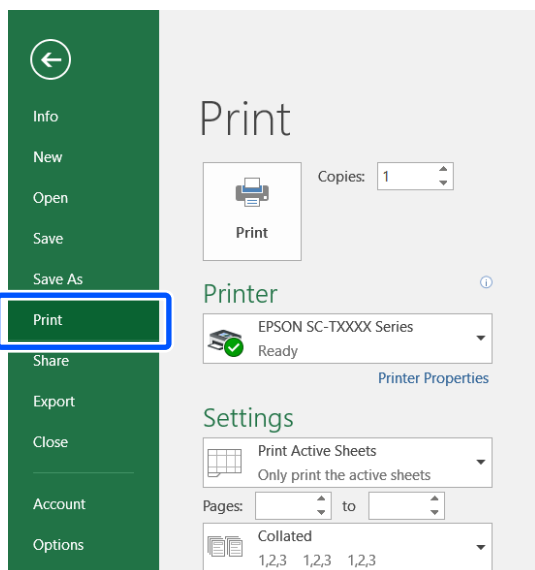 Info
New
Open
Save
Save As
Print
Share
Export
Close
Account
Options
Print
Copies: 1
Print
Printer
EPSON SC-TXXXX Series
Ready
Printer Properties
Settings
Print Active Sheets
Only print the active sheets
Pages: to
Collated
1,2,3 1,2,3 1,2,3